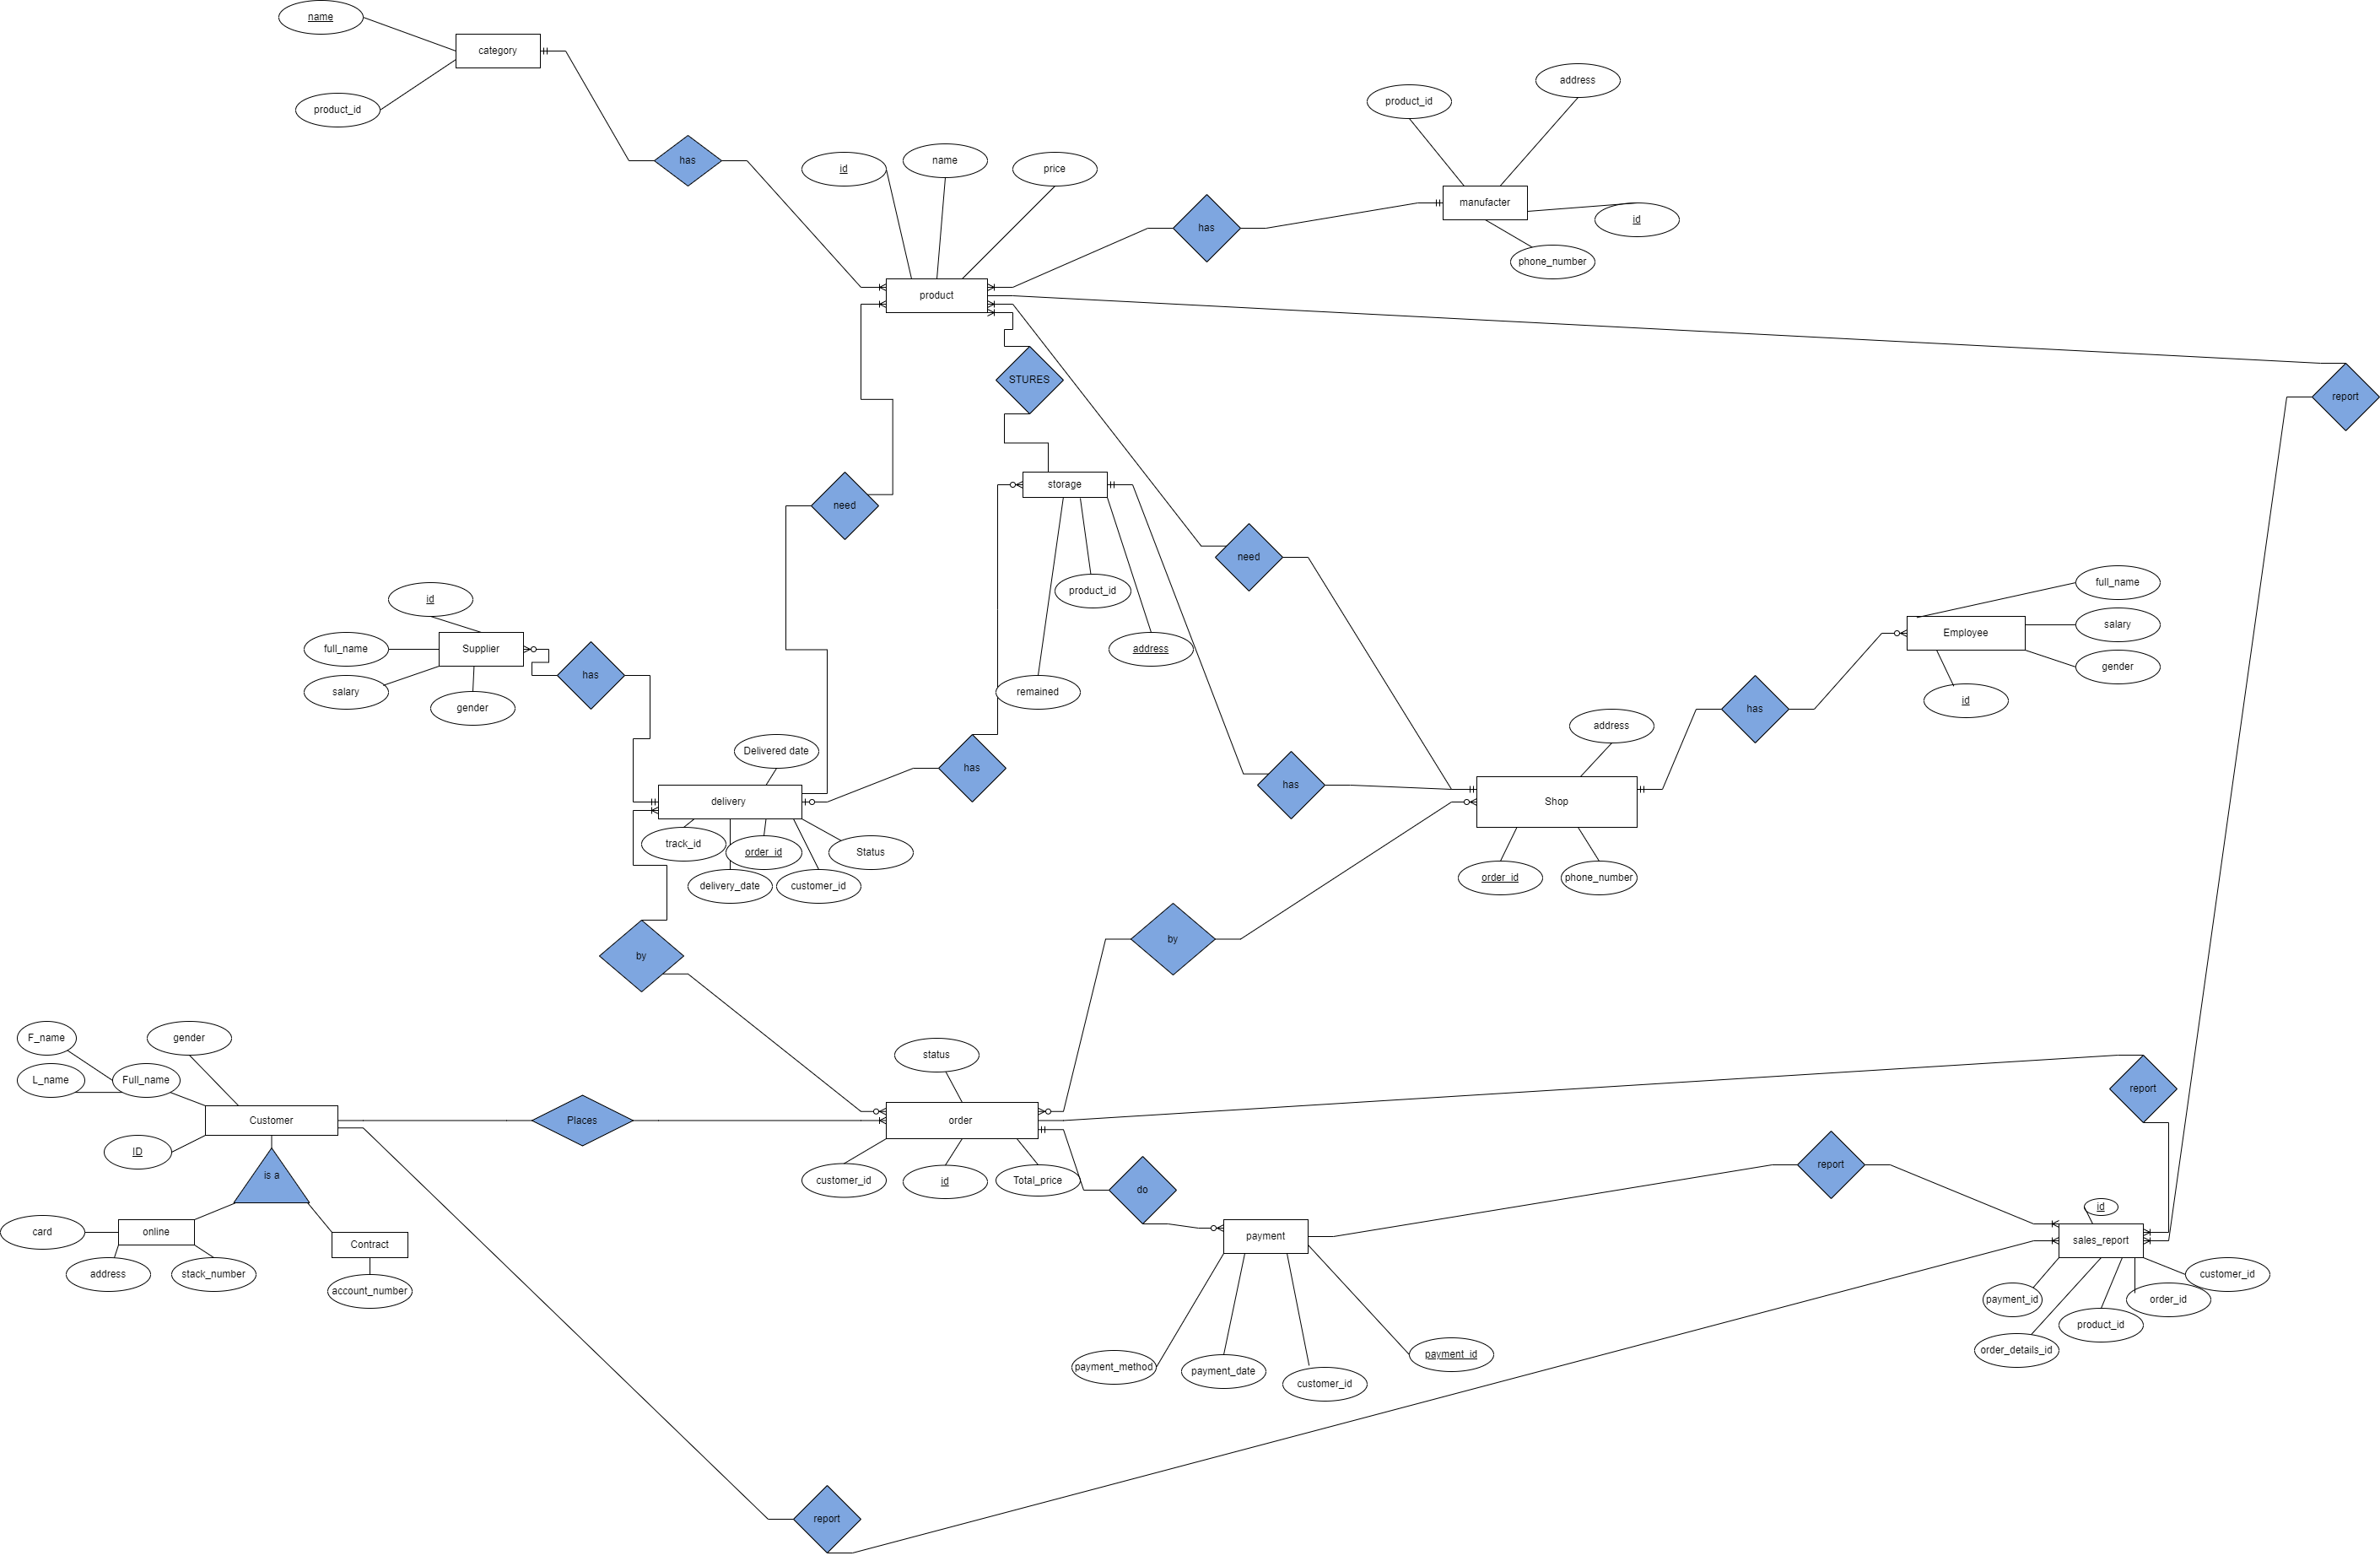 name
category
product_id
has
id
name
price
product_id
address
manufacter
id
phone_number
has
product
STURES
report
need
storage
need
product_id
address
remained
id
full_name
Supplier
salary
gender
has
full_name
Employee
salary
gender
id
has
address
Delivered date
has
has
delivery
Shop
track_id
order_id
Status
delivery_date
customer_id
order_id
phone_number
by
by
F_name
gender
L_name
Full_name
Customer
ID
Places
status
order
customer_id
id
Total_price
report
is a
do
report
card
online
Contract
address
stack_number
account_number
payment
id
sales_report
customer_id
payment_id
order_id
product_id
order_details_id
payment_method
payment_date
customer_id
payment_id
report